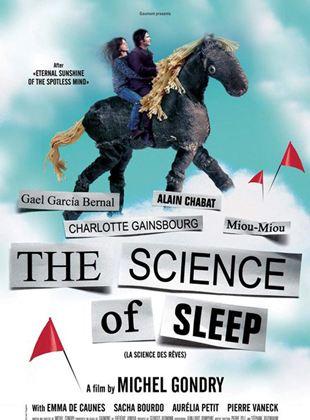 Gaumont presents
After
«ETERNAL SUNSHINE
OF THE SPOTLESS MIND»
Gael García Bernal
ALAIN CHABAT
CHARLOTTE GAINSBOURG
Miou-Miou
THE SCIENCE
of SLEEP
(LA SCIENCE DES RÊVES)
A film by MICHEL GONDRY
With EMMA DE CAUNES SACHA BOURDO AURÉLIA PETIT PIERRE VANECK